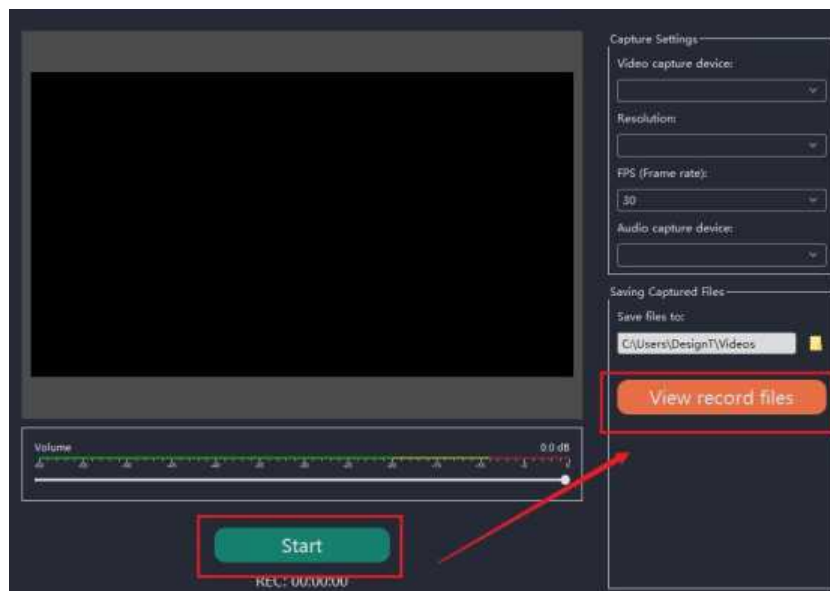 Capture Settings
Video capture device:
Resolution:
FPS (Frame rate):
30
Audio capture device:
Saving Captured Files
Save files to:
C:\Users\DesignT\Videos
View record files
Volume
0.0 dB
Start
REC: 00:00:00